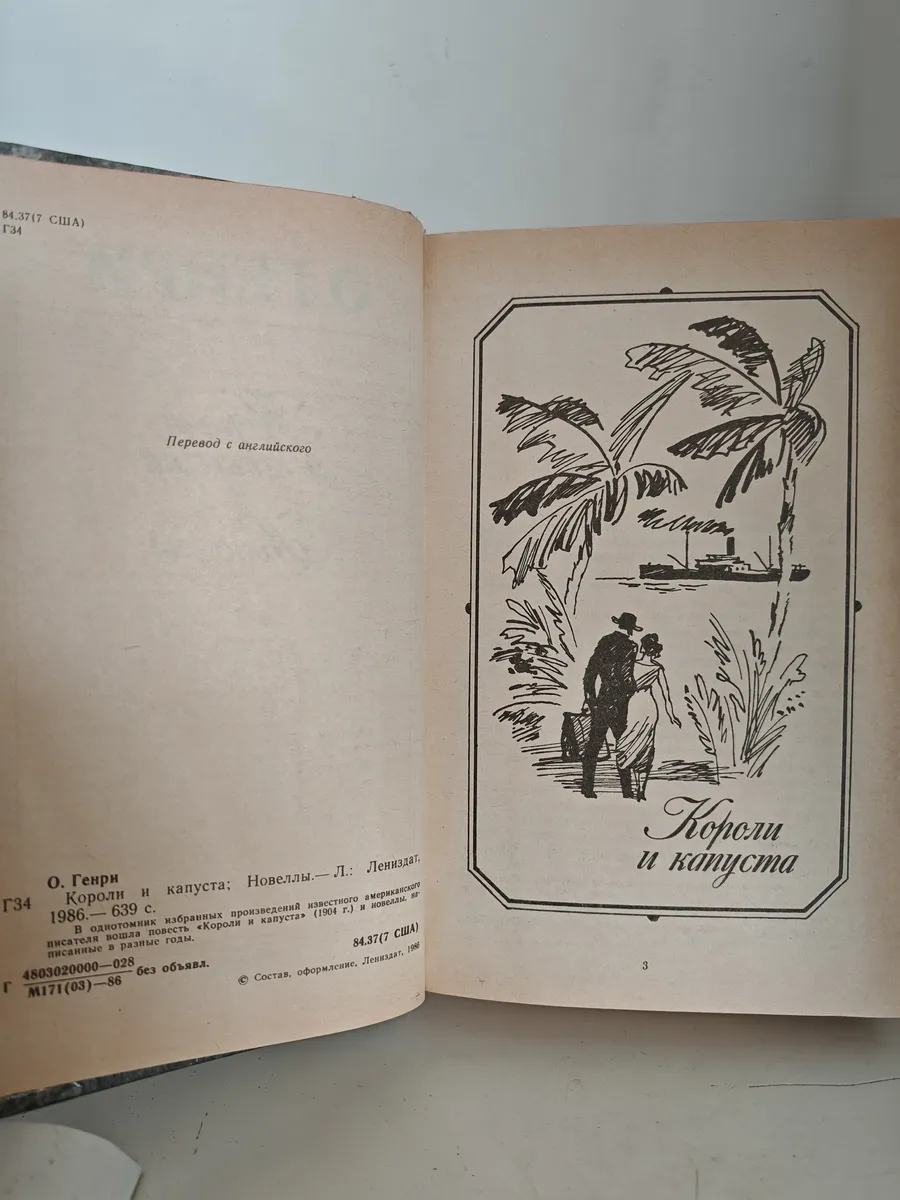 84.37(7 США)
Г34
Перевод с английского
О. Генри
Г34 Короли и капуста; Новеллы.— Л.: Лениздат,
1986.— 639 с.
В однотомник избранных произведений известного американского
писателя вошла повесть «Короли и капуста» (1904 г.) и новеллы, на-
писанные в разные годы.
84.37(7 США)
4803020000—028
Г М171(03)—86 без объявл.
© Состав, оформление, Лениздат, 1986
Короли
и капуста
3